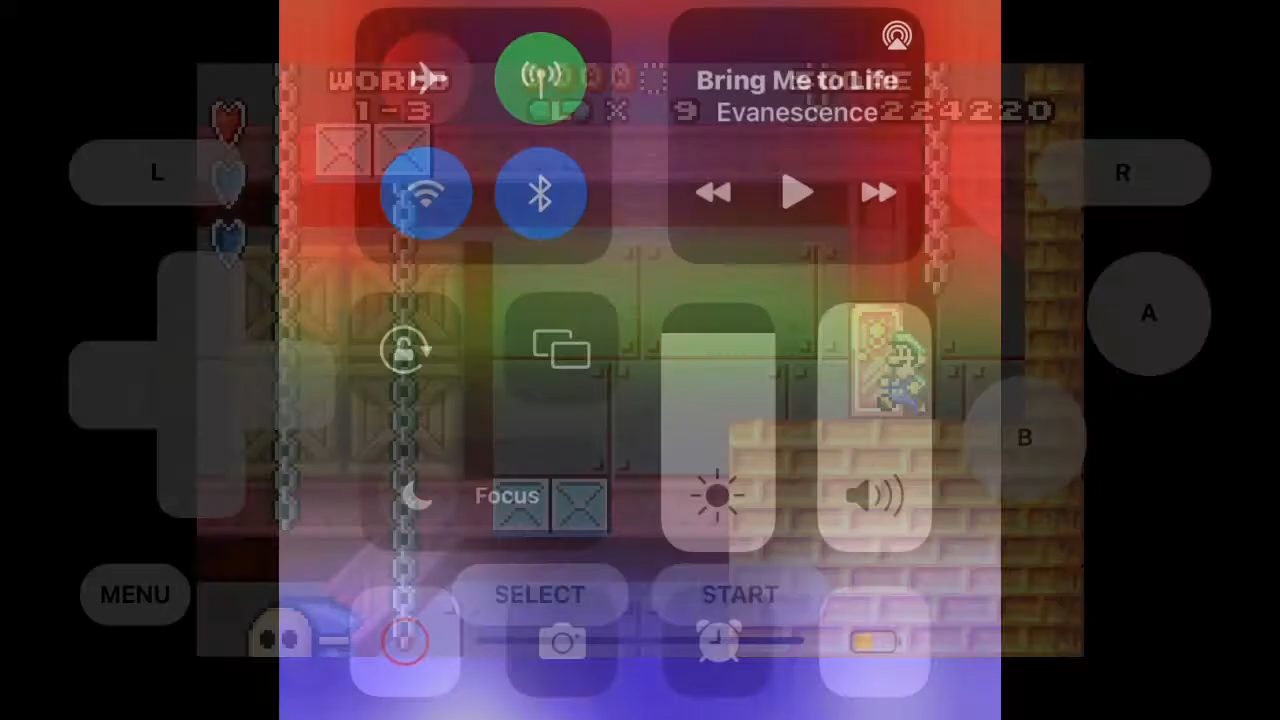 Bring Me to Life
WORLD
Evanescence
1-3
X 9
224220
L
R
A
B
Focus
MENU
SELECT
START